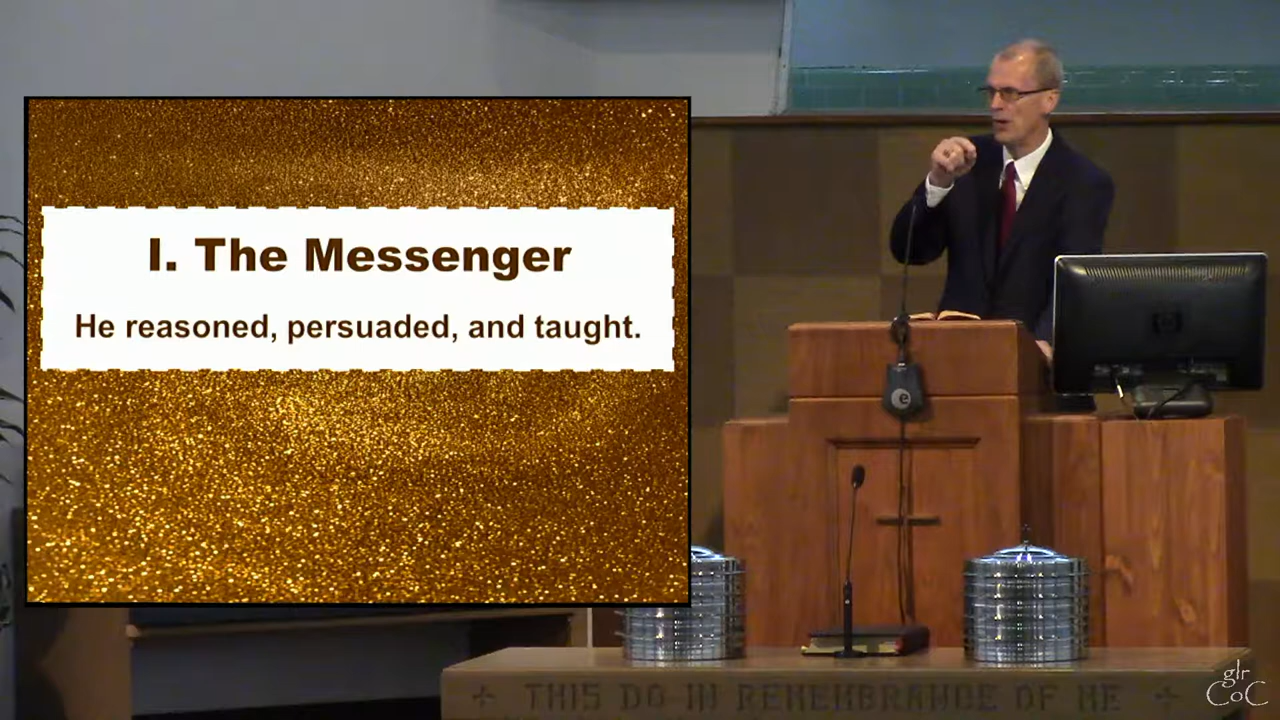 I. The Messenger
He reasoned, persuaded, and taught.
e
THIS DO IN REMEMBRANCE OF ME
glr
CoC